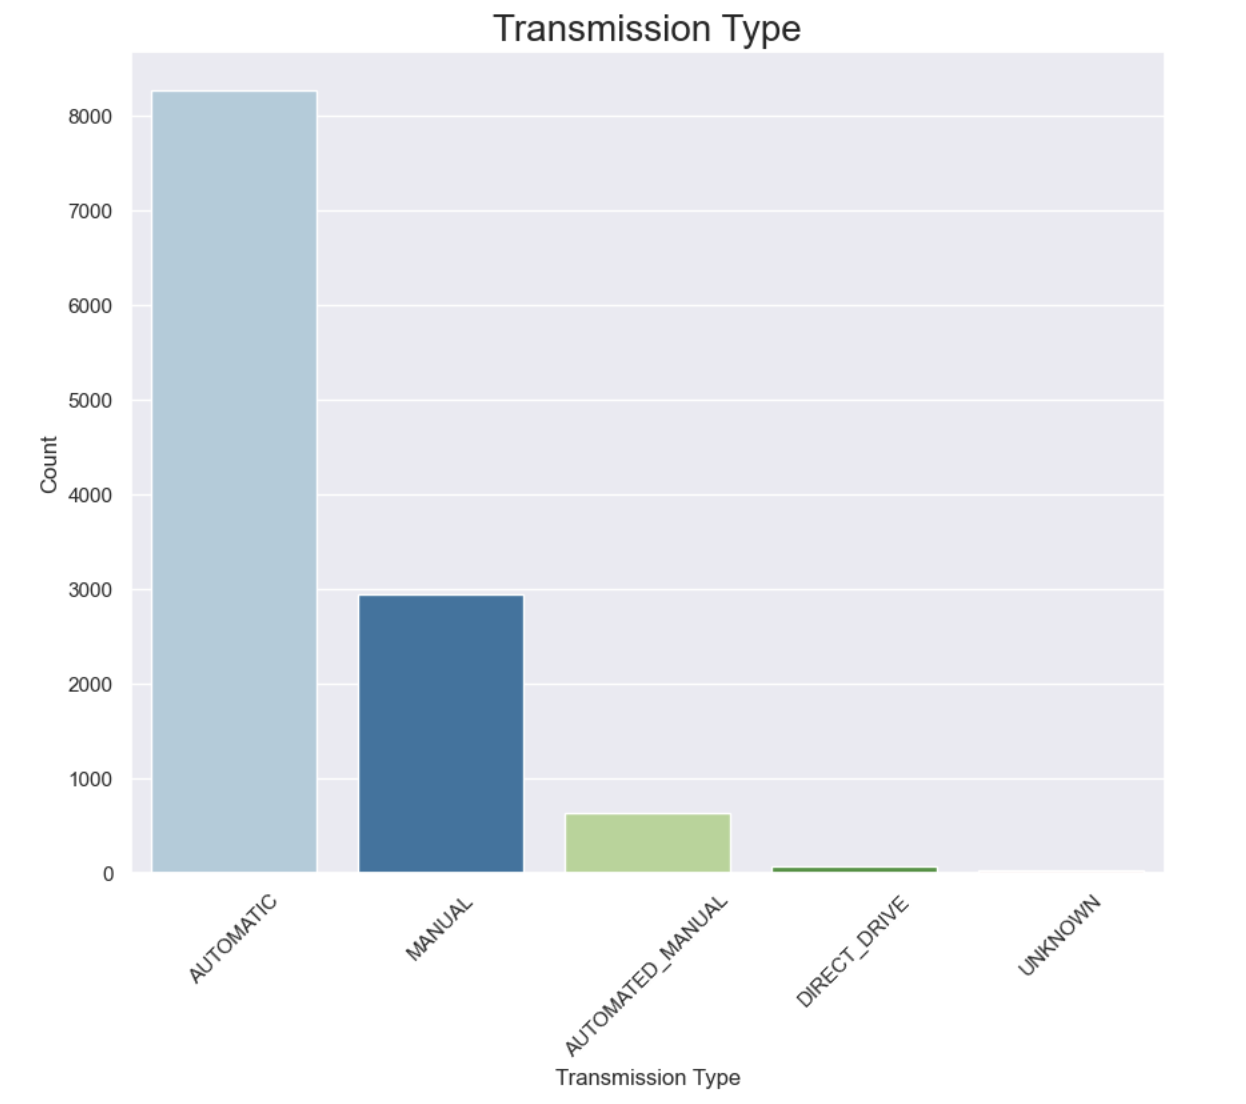 Transmission Type
8000
7000
6000
5000
4000
3000
2000
1000
0
Count
AUTOMATIC
MANUAL
AUTOMATED_MANUAL
DIRECT_DRIVE
UNKNOWN
Transmission Type